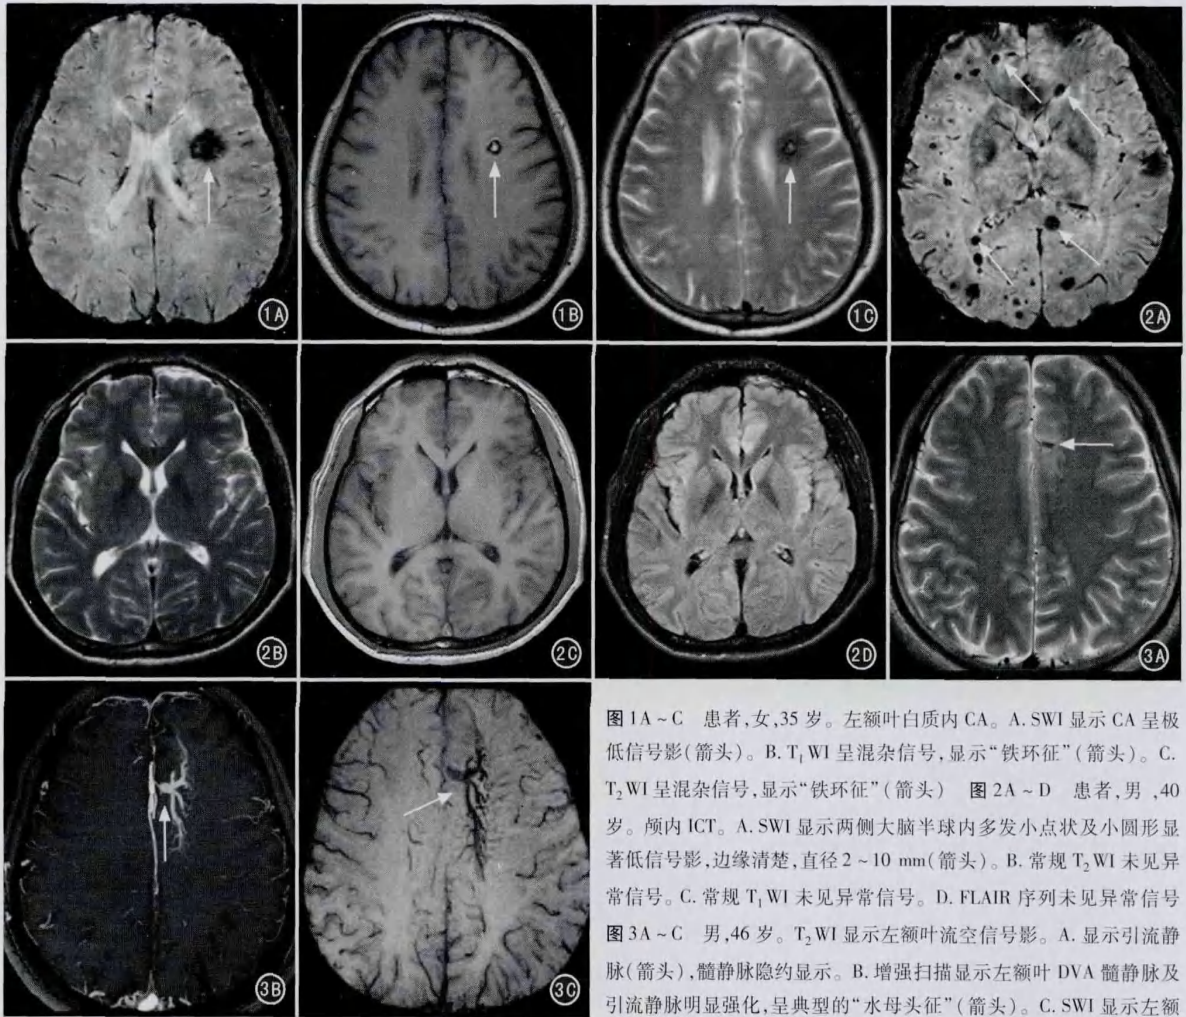 1A
1B
1C
2A
2B
2C
2D
3A
3B
3C
图1A~C 患者,女,35岁。左额叶白质内CA。A. SWI显示CA呈极
低信号影(箭头)。B. T₁WI呈混杂信号,显示“铁环征”(箭头)。C.
T₂WI呈混杂信号,显示“铁环征”(箭头) 图2A~D 患者,男,40
岁。颅内ICT。A. SWI显示两侧大脑半球内多发小点状及小圆形显
著低信号影,边缘清楚,直径2~10 mm(箭头)。B. 常规T₂WI未见异
常信号。C. 常规T₁WI未见异常信号。D. FLAIR序列未见异常信号
图3A~C 男,46岁。T₂WI显示左额叶流空信号影。A. 显示引流静
脉(箭头),髓静脉隐约显示。B. 增强扫描显示左额叶DVA髓静脉及
引流静脉明显强化,呈典型的“水母头征”(箭头)。C. SWI显示左额